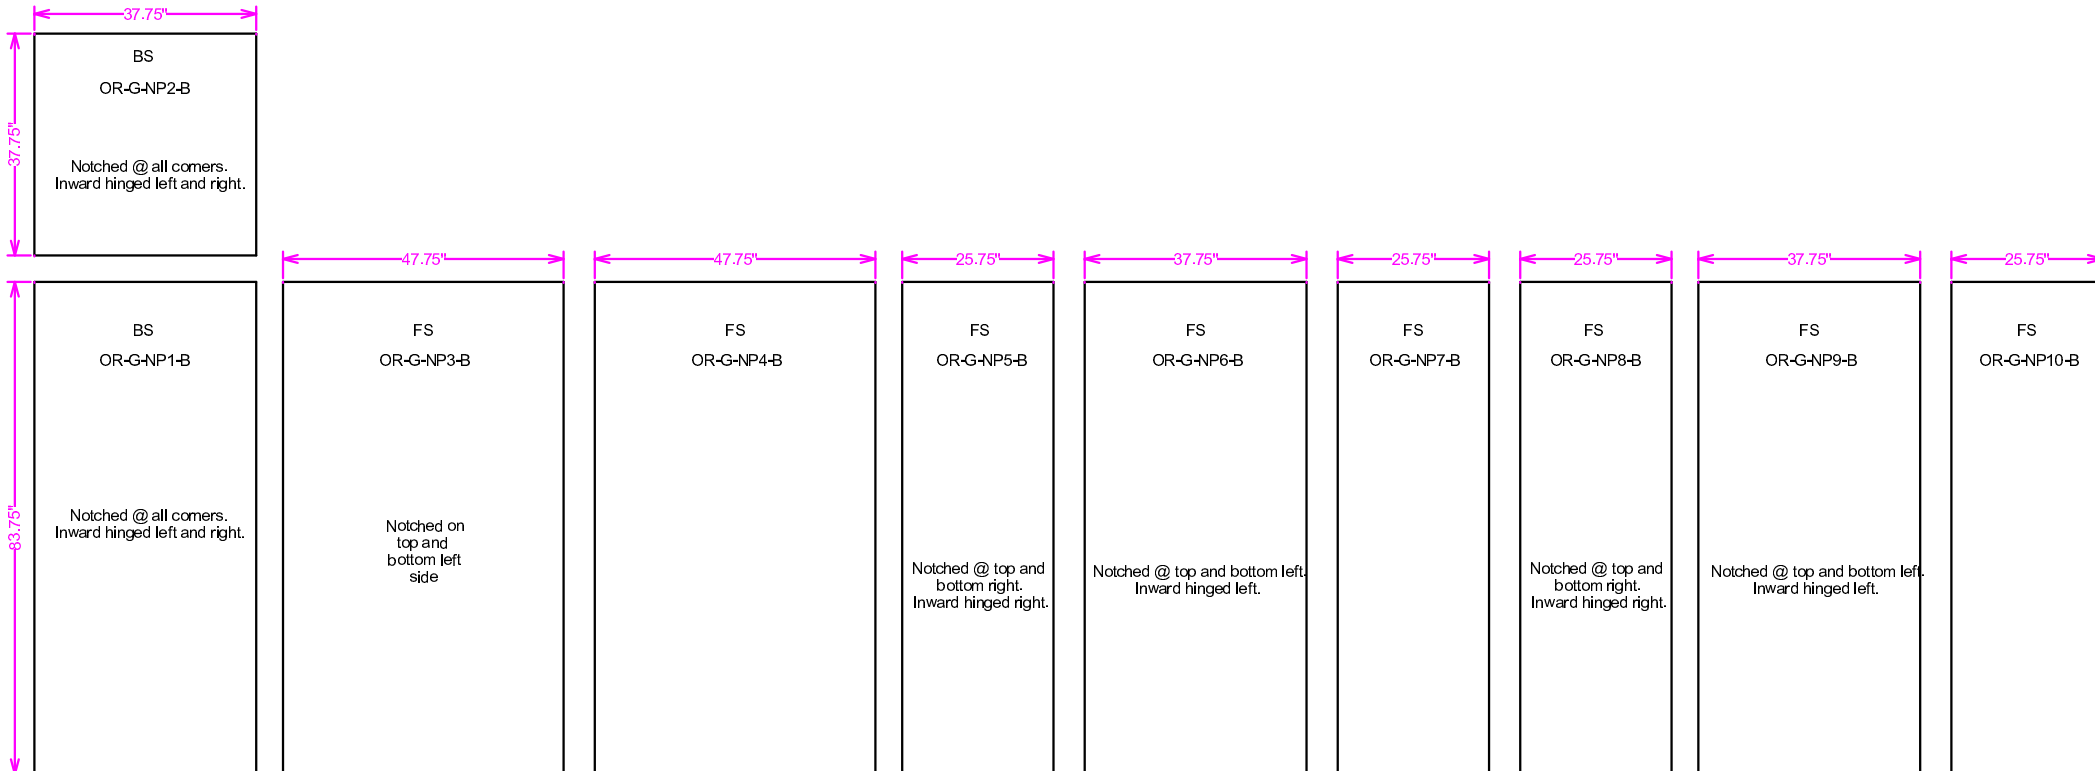 37.75"
BS
OR-G-NP2-B
37.75"
Notched @ all corners.
Inward hinged left and right.
47.75"
47.75"
25.75"
37.75"
25.75"
25.75"
37.75"
25.75"
BS
OR-G-NP1-B
83.75"
Notched @ all corners.
Inward hinged left and right.
FS
OR-G-NP3-B
Notched on
top and
bottom left
side
FS
OR-G-NP4-B
FS
OR-G-NP5-B
Notched @ top and
bottom right.
Inward hinged right.
FS
OR-G-NP6-B
Notched @ top and bottom left.
Inward hinged left.
FS
OR-G-NP7-B
FS
OR-G-NP8-B
Notched @ top and
bottom right.
Inward hinged right.
FS
OR-G-NP9-B
Notched @ top and bottom left.
Inward hinged left.
FS
OR-G-NP10-B